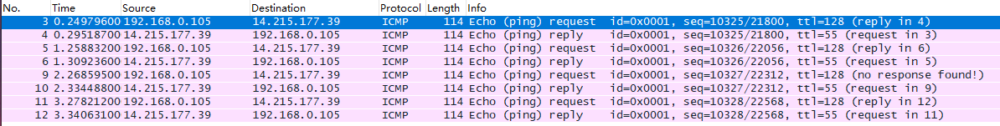 No. Time Source Destination Protocol Length Info
3 0.24979600 192.168.0.105 14.215.177.39 ICMP 114 Echo (ping) request id=0x0001, seq=10325/21800, ttl=128 (reply in 4)
4 0.29518700 14.215.177.39 192.168.0.105 ICMP 114 Echo (ping) reply id=0x0001, seq=10325/21800, ttl=55 (request in 3)
5 1.25883200 192.168.0.105 14.215.177.39 ICMP 114 Echo (ping) request id=0x0001, seq=10326/22056, ttl=128 (reply in 6)
6 1.30923600 14.215.177.39 192.168.0.105 ICMP 114 Echo (ping) reply id=0x0001, seq=10326/22056, ttl=55 (request in 5)
9 2.26859500 192.168.0.105 14.215.177.39 ICMP 114 Echo (ping) request id=0x0001, seq=10327/22312, ttl=128 (no response found!)
10 2.33448800 14.215.177.39 192.168.0.105 ICMP 114 Echo (ping) reply id=0x0001, seq=10327/22312, ttl=55 (request in 9)
11 3.27821200 192.168.0.105 14.215.177.39 ICMP 114 Echo (ping) request id=0x0001, seq=10328/22568, ttl=128 (reply in 12)
12 3.34063100 14.215.177.39 192.168.0.105 ICMP 114 Echo (ping) reply id=0x0001, seq=10328/22568, ttl=55 (request in 11)